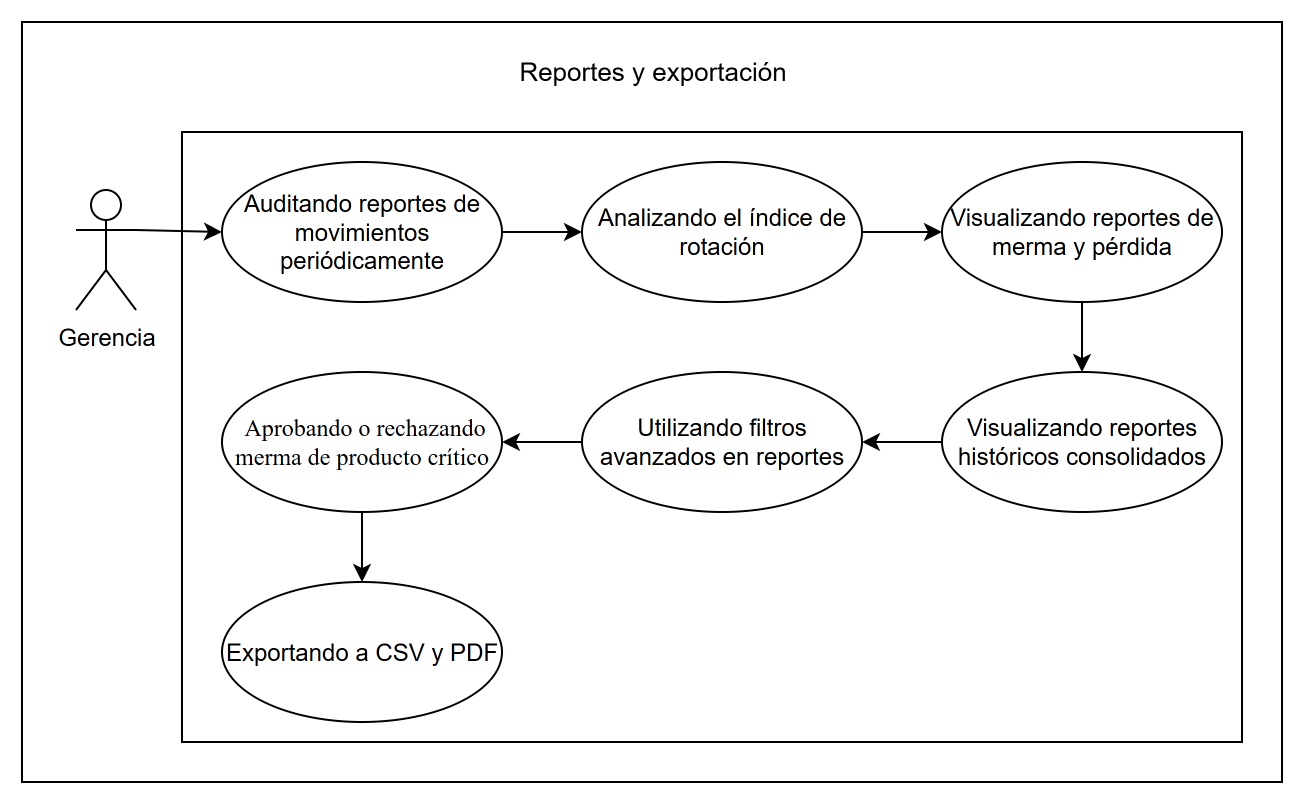 Reportes y exportación
Gerencia
Auditando reportes de
movimientos
periódicamente
Analizando el índice de
rotación
Visualizando reportes de
merma y pérdida
Visualizando reportes
históricos consolidados
Utilizando filtros
avanzados en reportes
Aprobando o rechazando
merma de producto crítico
Exportando a CSV y PDF